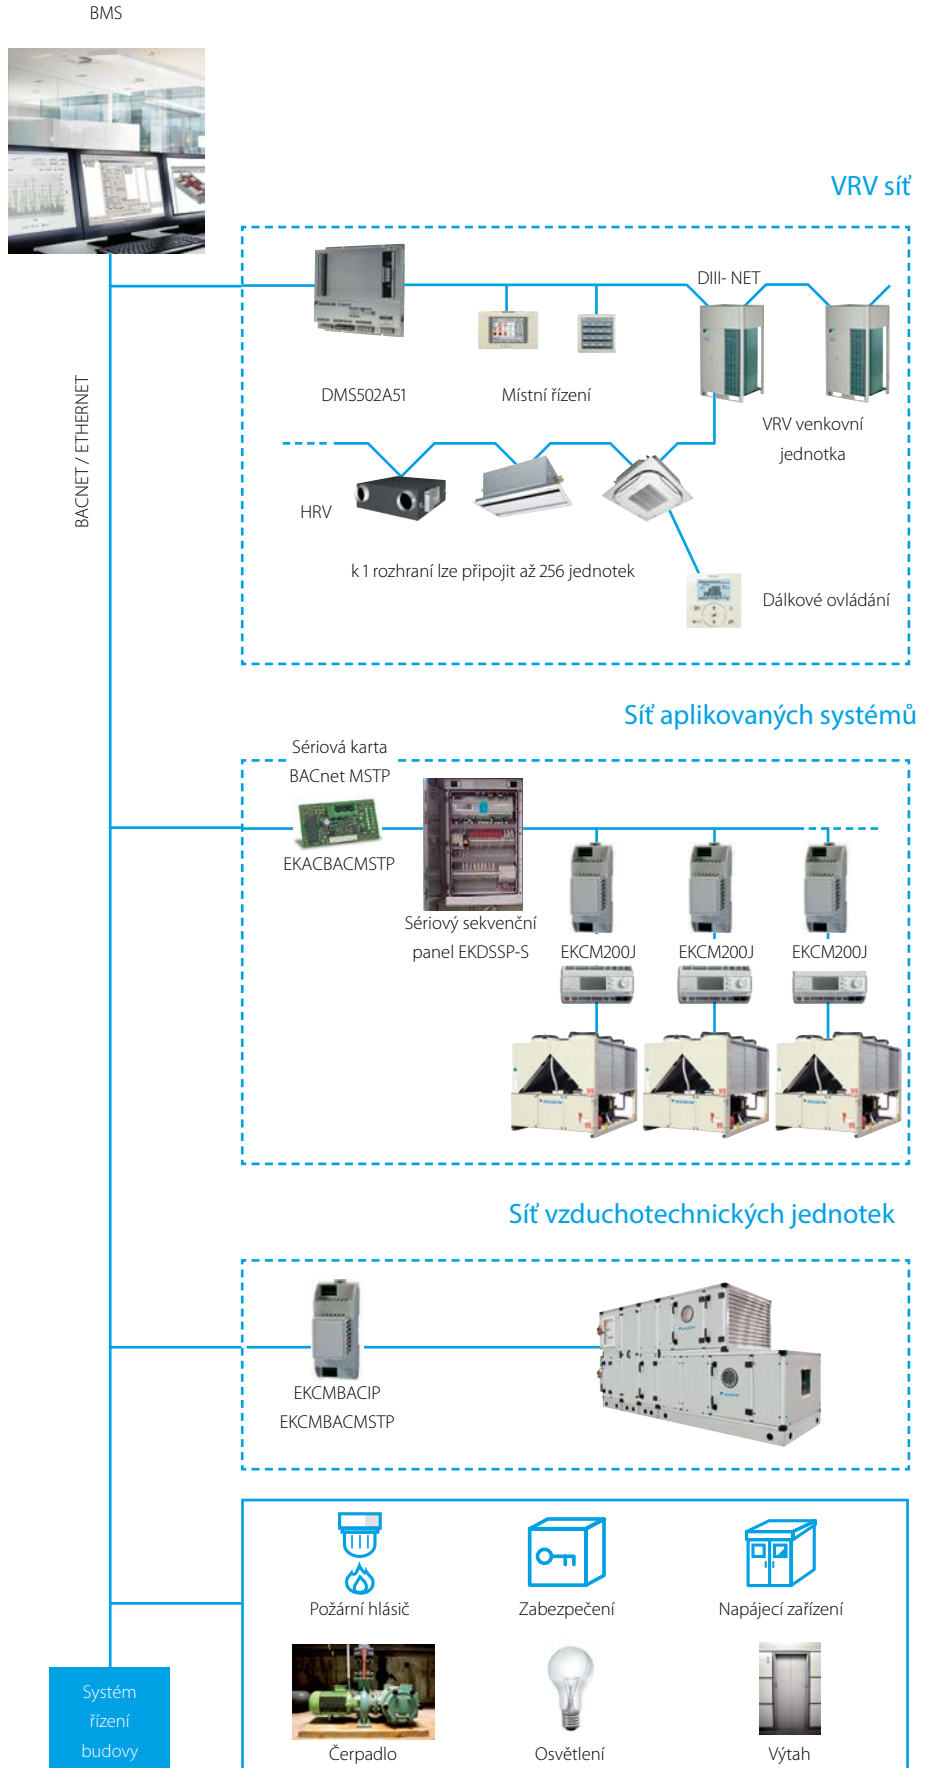 BMS
VRV síť
DIII- NET
DMS502A51
Místní řízení
VRV venkovní
jednotka
BACNET / ETHERNET
HRV
k 1 rozhraní lze připojit až 256 jednotek
Dálkové ovládání
Síť aplikovaných systémů
Sériová karta
BACnet MSTP
EKACBACMSTP
Sériový sekvenční
panel EKDSSP-S
EKCM200J
EKCM200J
EKCM200J
Síť vzduchotechnických jednotek
EKCMBACIP
EKCMBACMSTP
Požární hlásič
Zabezpečení
Napájecí zařízení
Systém
řízení
budovy
Čerpadlo
Osvětlení
Výtah